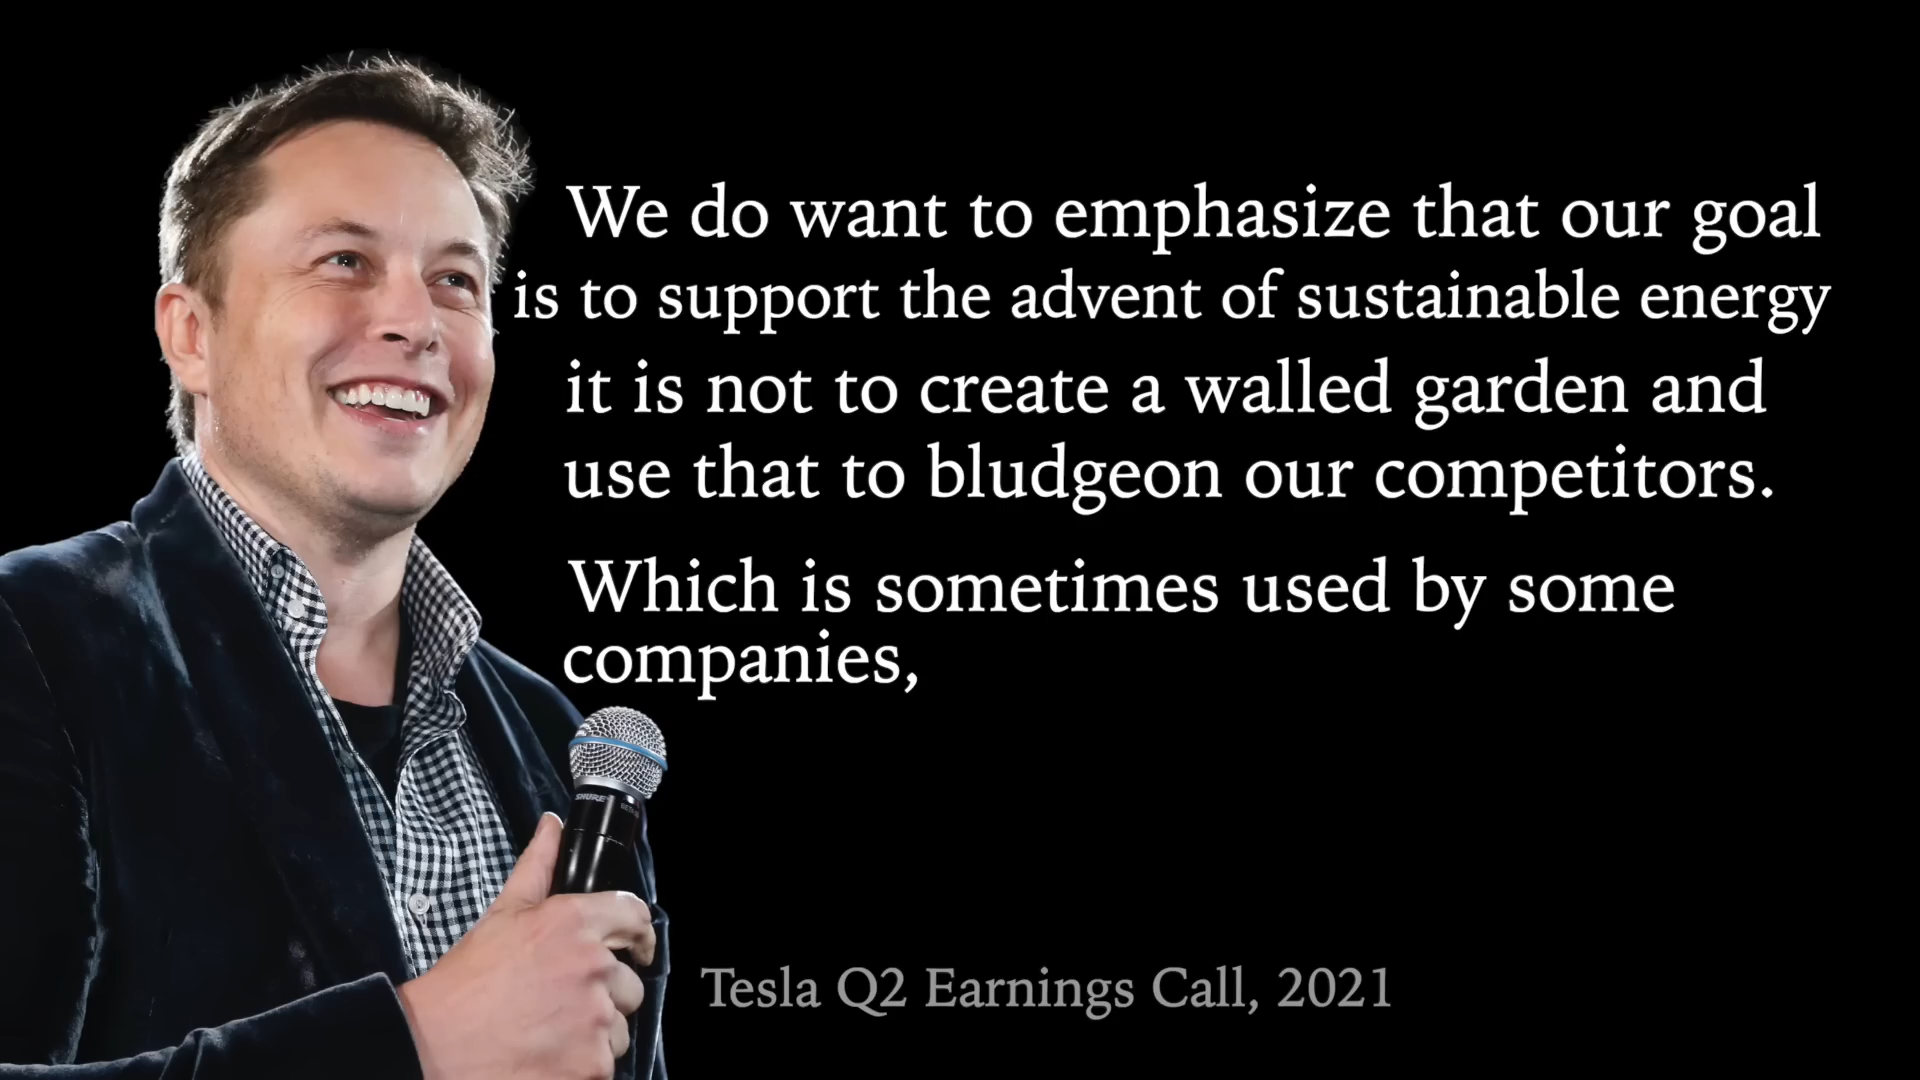 We do want to emphasize that our goal
is to support the advent of sustainable energy
it is not to create a walled garden and
use that to bludgeon our competitors.
Which is sometimes used by some
companies,
SHURE
Tesla Q2 Earnings Call, 2021